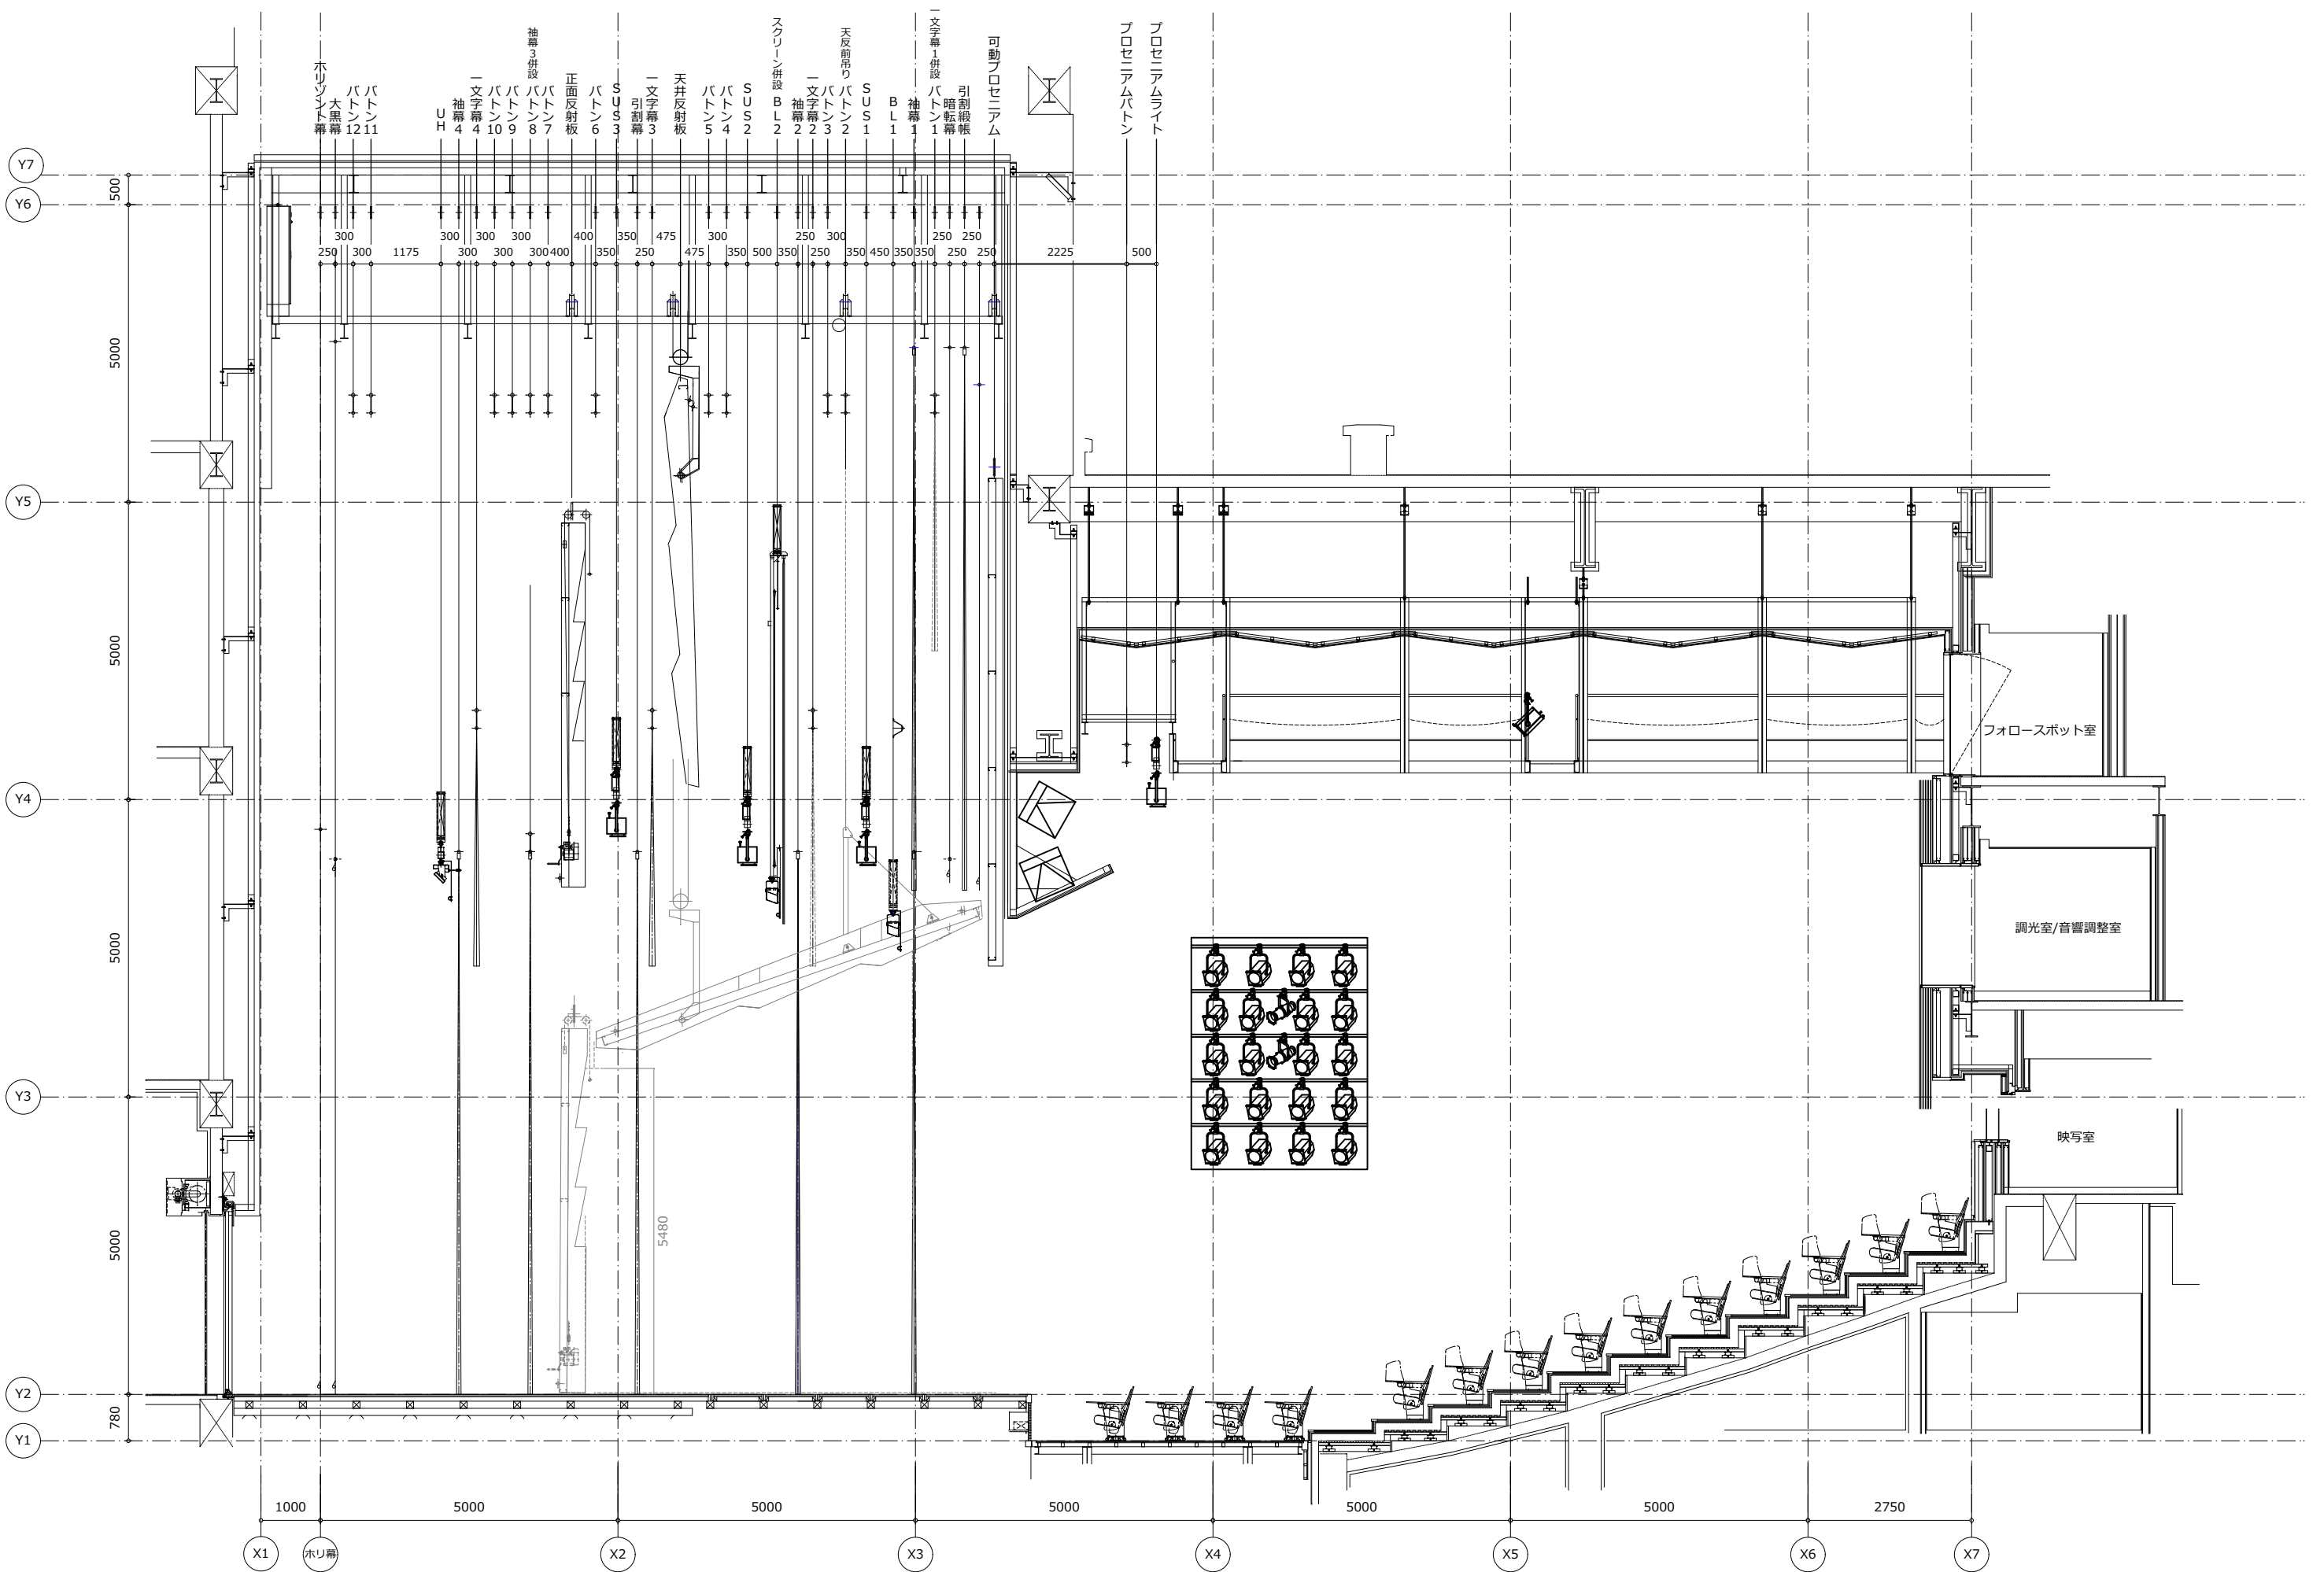 ホリゾント幕
大黒幕
バトン12
バトン11
UH
袖幕4
一文字幕4
バトン10
バトン9
袖幕3併設
バトン8
バトン7
正面反射板
バトン6
SUS3
引割幕
一文字幕3
天井反射板
バトン5
バトン4
SUS2
スクリーン併設
BL2
袖幕2
一文字幕2
バトン3
天反前吊り
バトン2
SUS1
BL1
袖幕1
一文字幕1併設
バトン1
暗転幕
引割緞帳
可動プロセニアム
プロセニアムバトン
プロセニアムライト
Y7
500
Y6
300 300 300 400 350 475 300 250 300 250 250
250 300 1175 300 300 300 400 350 250 475 350 500 350 250 350 450 350 350 250 250 2225 500
5000
Y5
5000
フォロースポット室
Y4
5000
調光室/音響調整室
Y3
映写室
5000
5480
Y2
780
Y1
1000 5000 5000 5000 5000 5000 2750
X1 ホリ幕 X2 X3 X4 X5 X6 X7